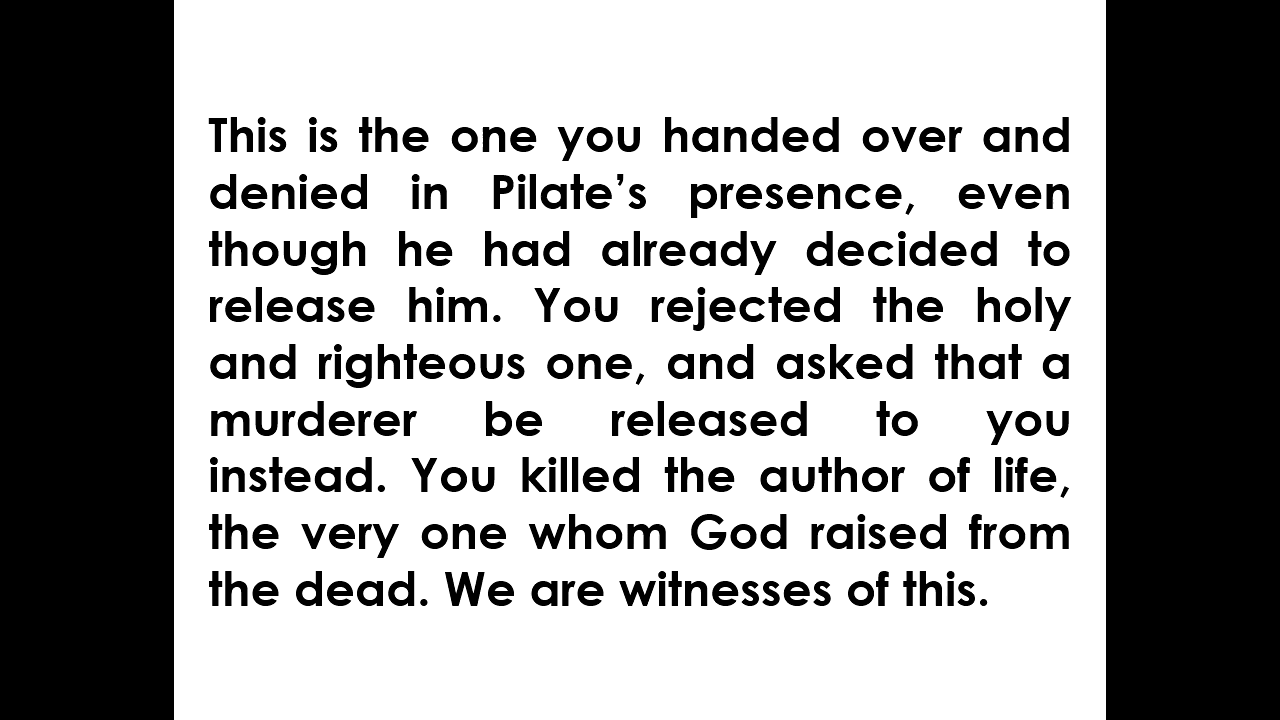 This is the one you handed over and
denied in Pilate’s presence, even
though he had already decided to
release him. You rejected the holy
and righteous one, and asked that a
murderer be released to you
instead. You killed the author of life,
the very one whom God raised from
the dead. We are witnesses of this.